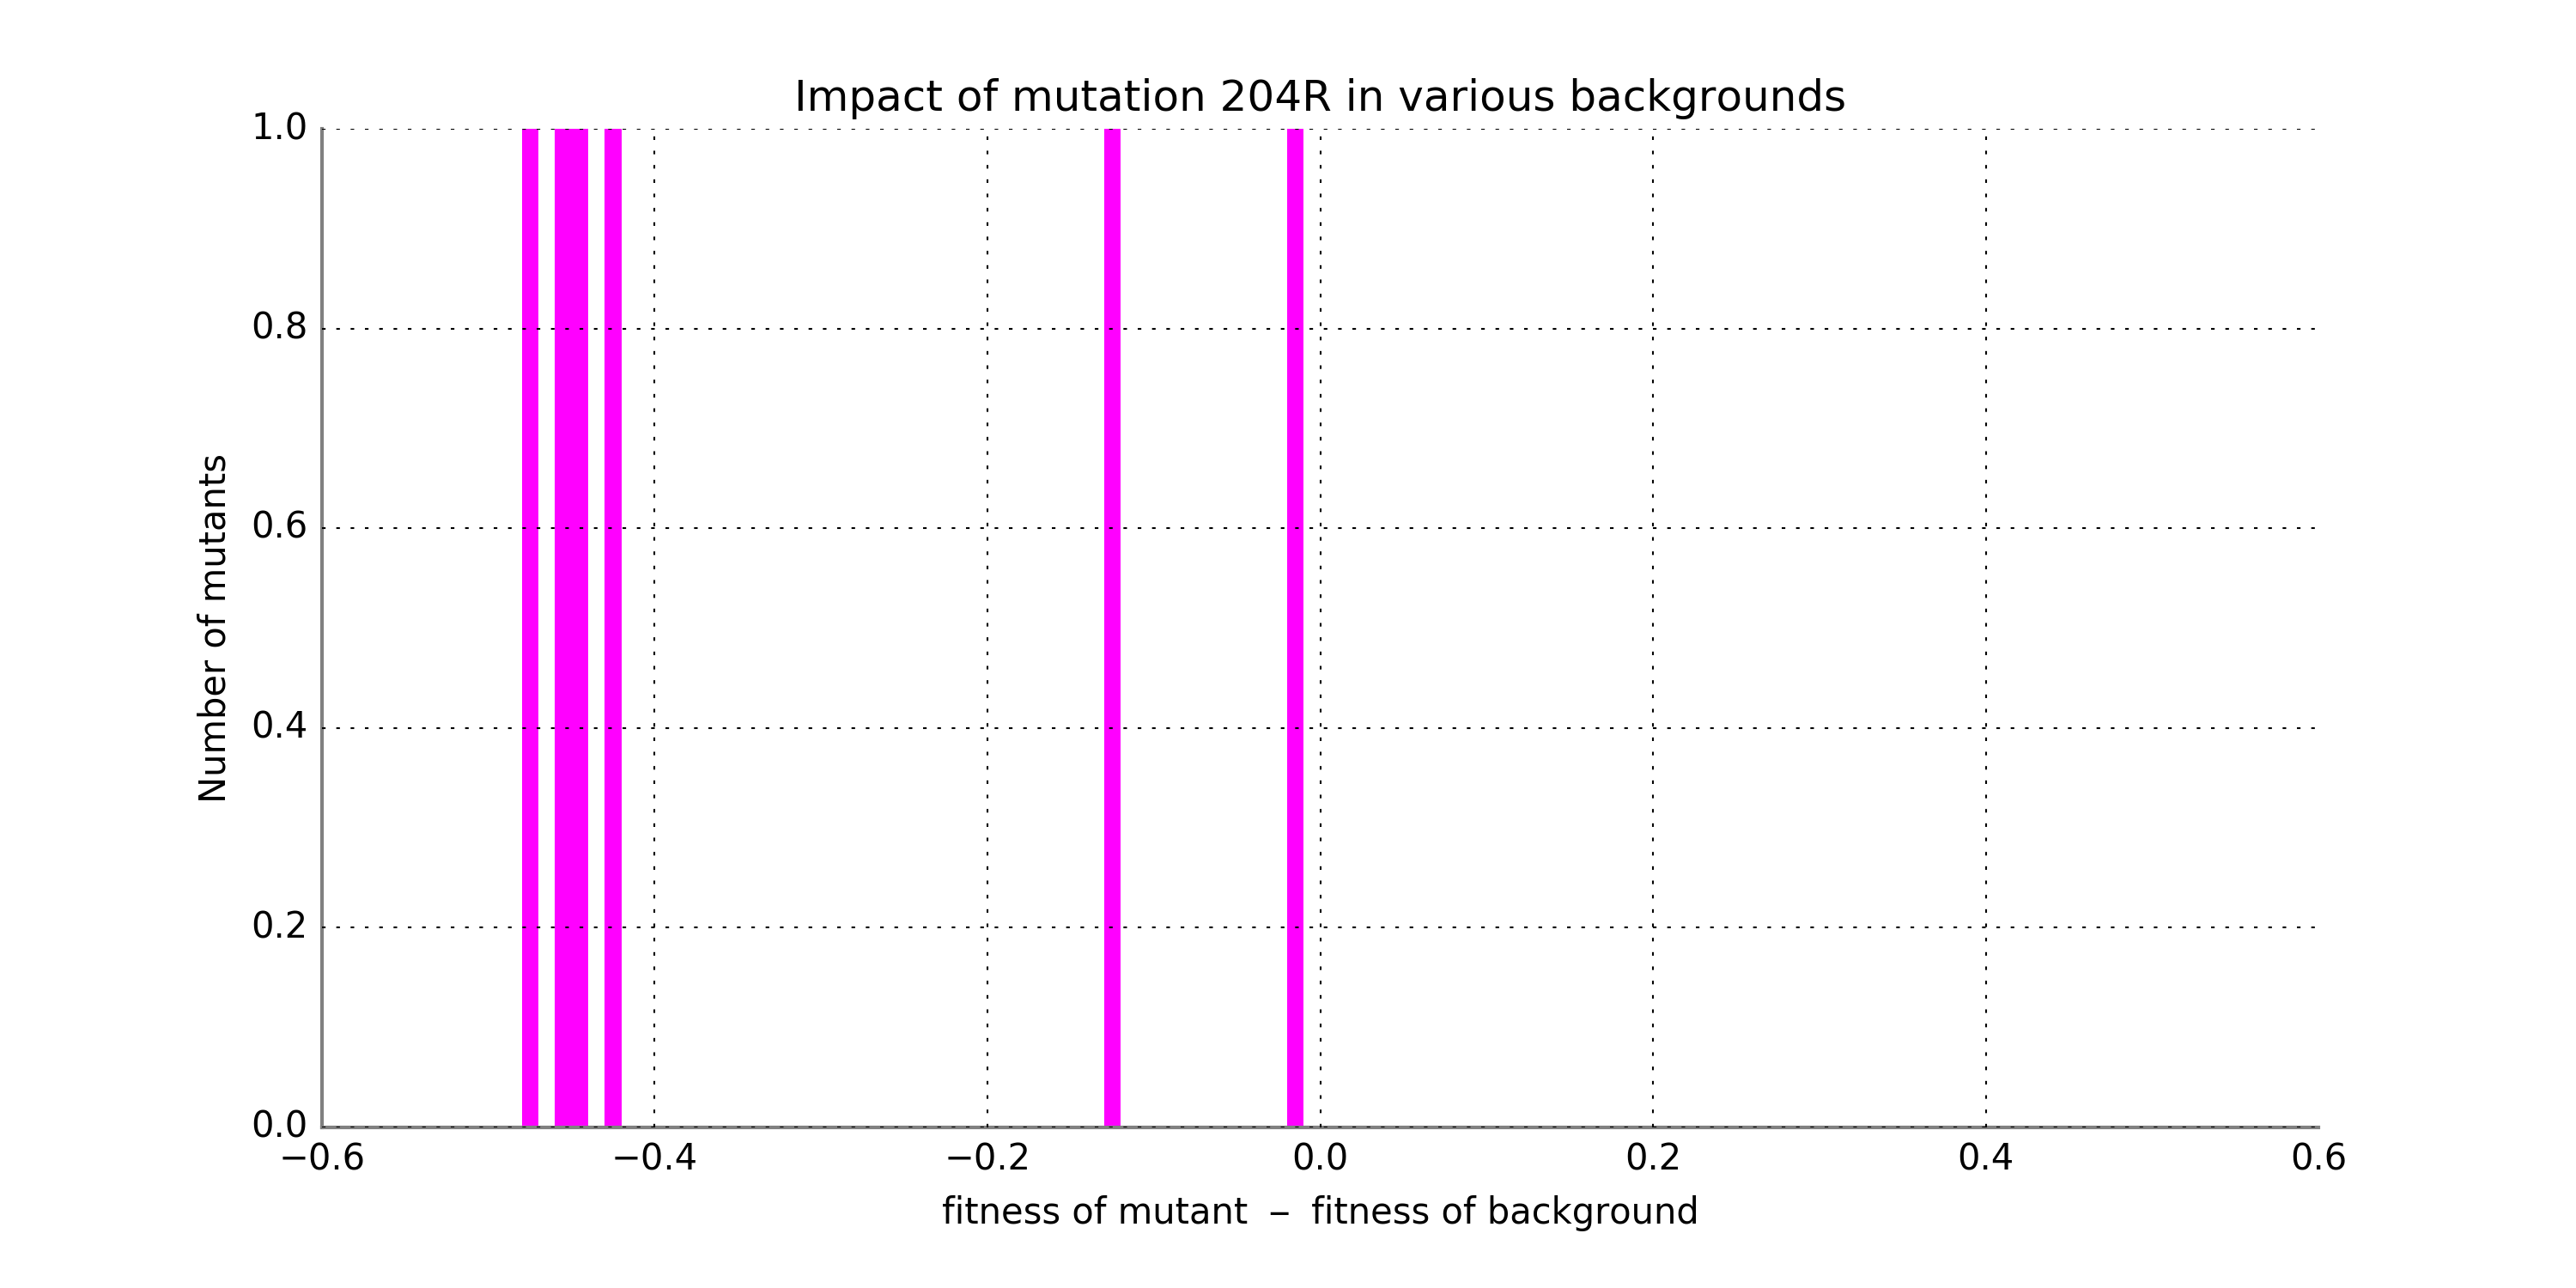 Impact of mutation 204R in various backgrounds
1.0
0.8
0.6
0.4
0.2
0.0
Number of mutants
−0.6 −0.4 −0.2 0.0 0.2 0.4 0.6
fitness of mutant − fitness of background